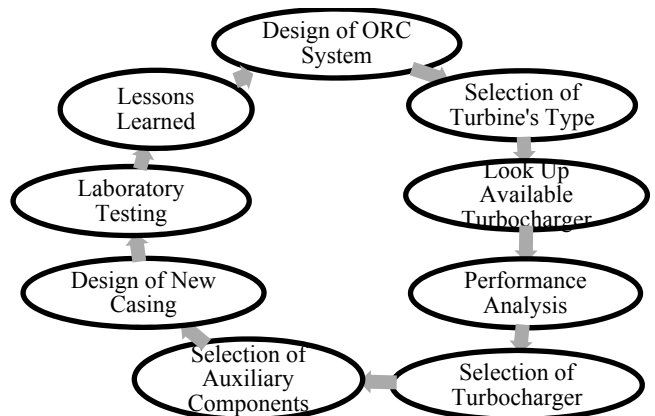 Design of ORC
System
Selection of
Turbine's Type
Look Up
Available
Turbocharger
Performance
Analysis
Selection of
Turbocharger
Selection of
Auxiliary
Components
Design of New
Casing
Laboratory
Testing
Lessons
Learned